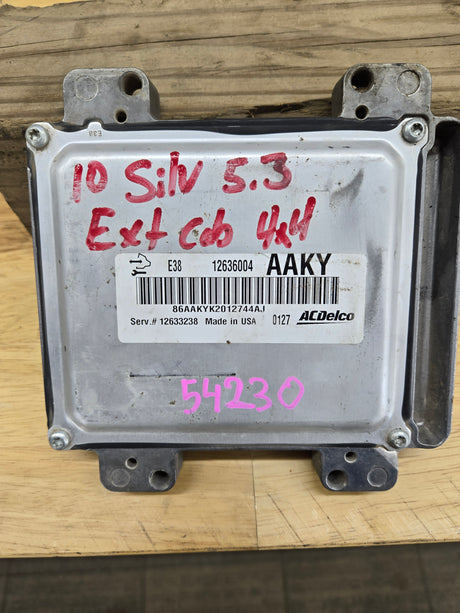 E38
10 Silv 5.3
Ext cab 4x4
E38 12636004 AAKY
86AAKYK2012744AJ
Serv.# 12633238 Made in USA 0127 ACDelco
54230